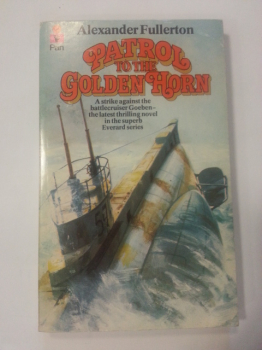 Alexander Fullerton
Pan
PATROL
TO THE
GOLDEN HORN
A strike against the
battlecruiser Goeben-
the latest thrilling novel
in the superb
Everard series